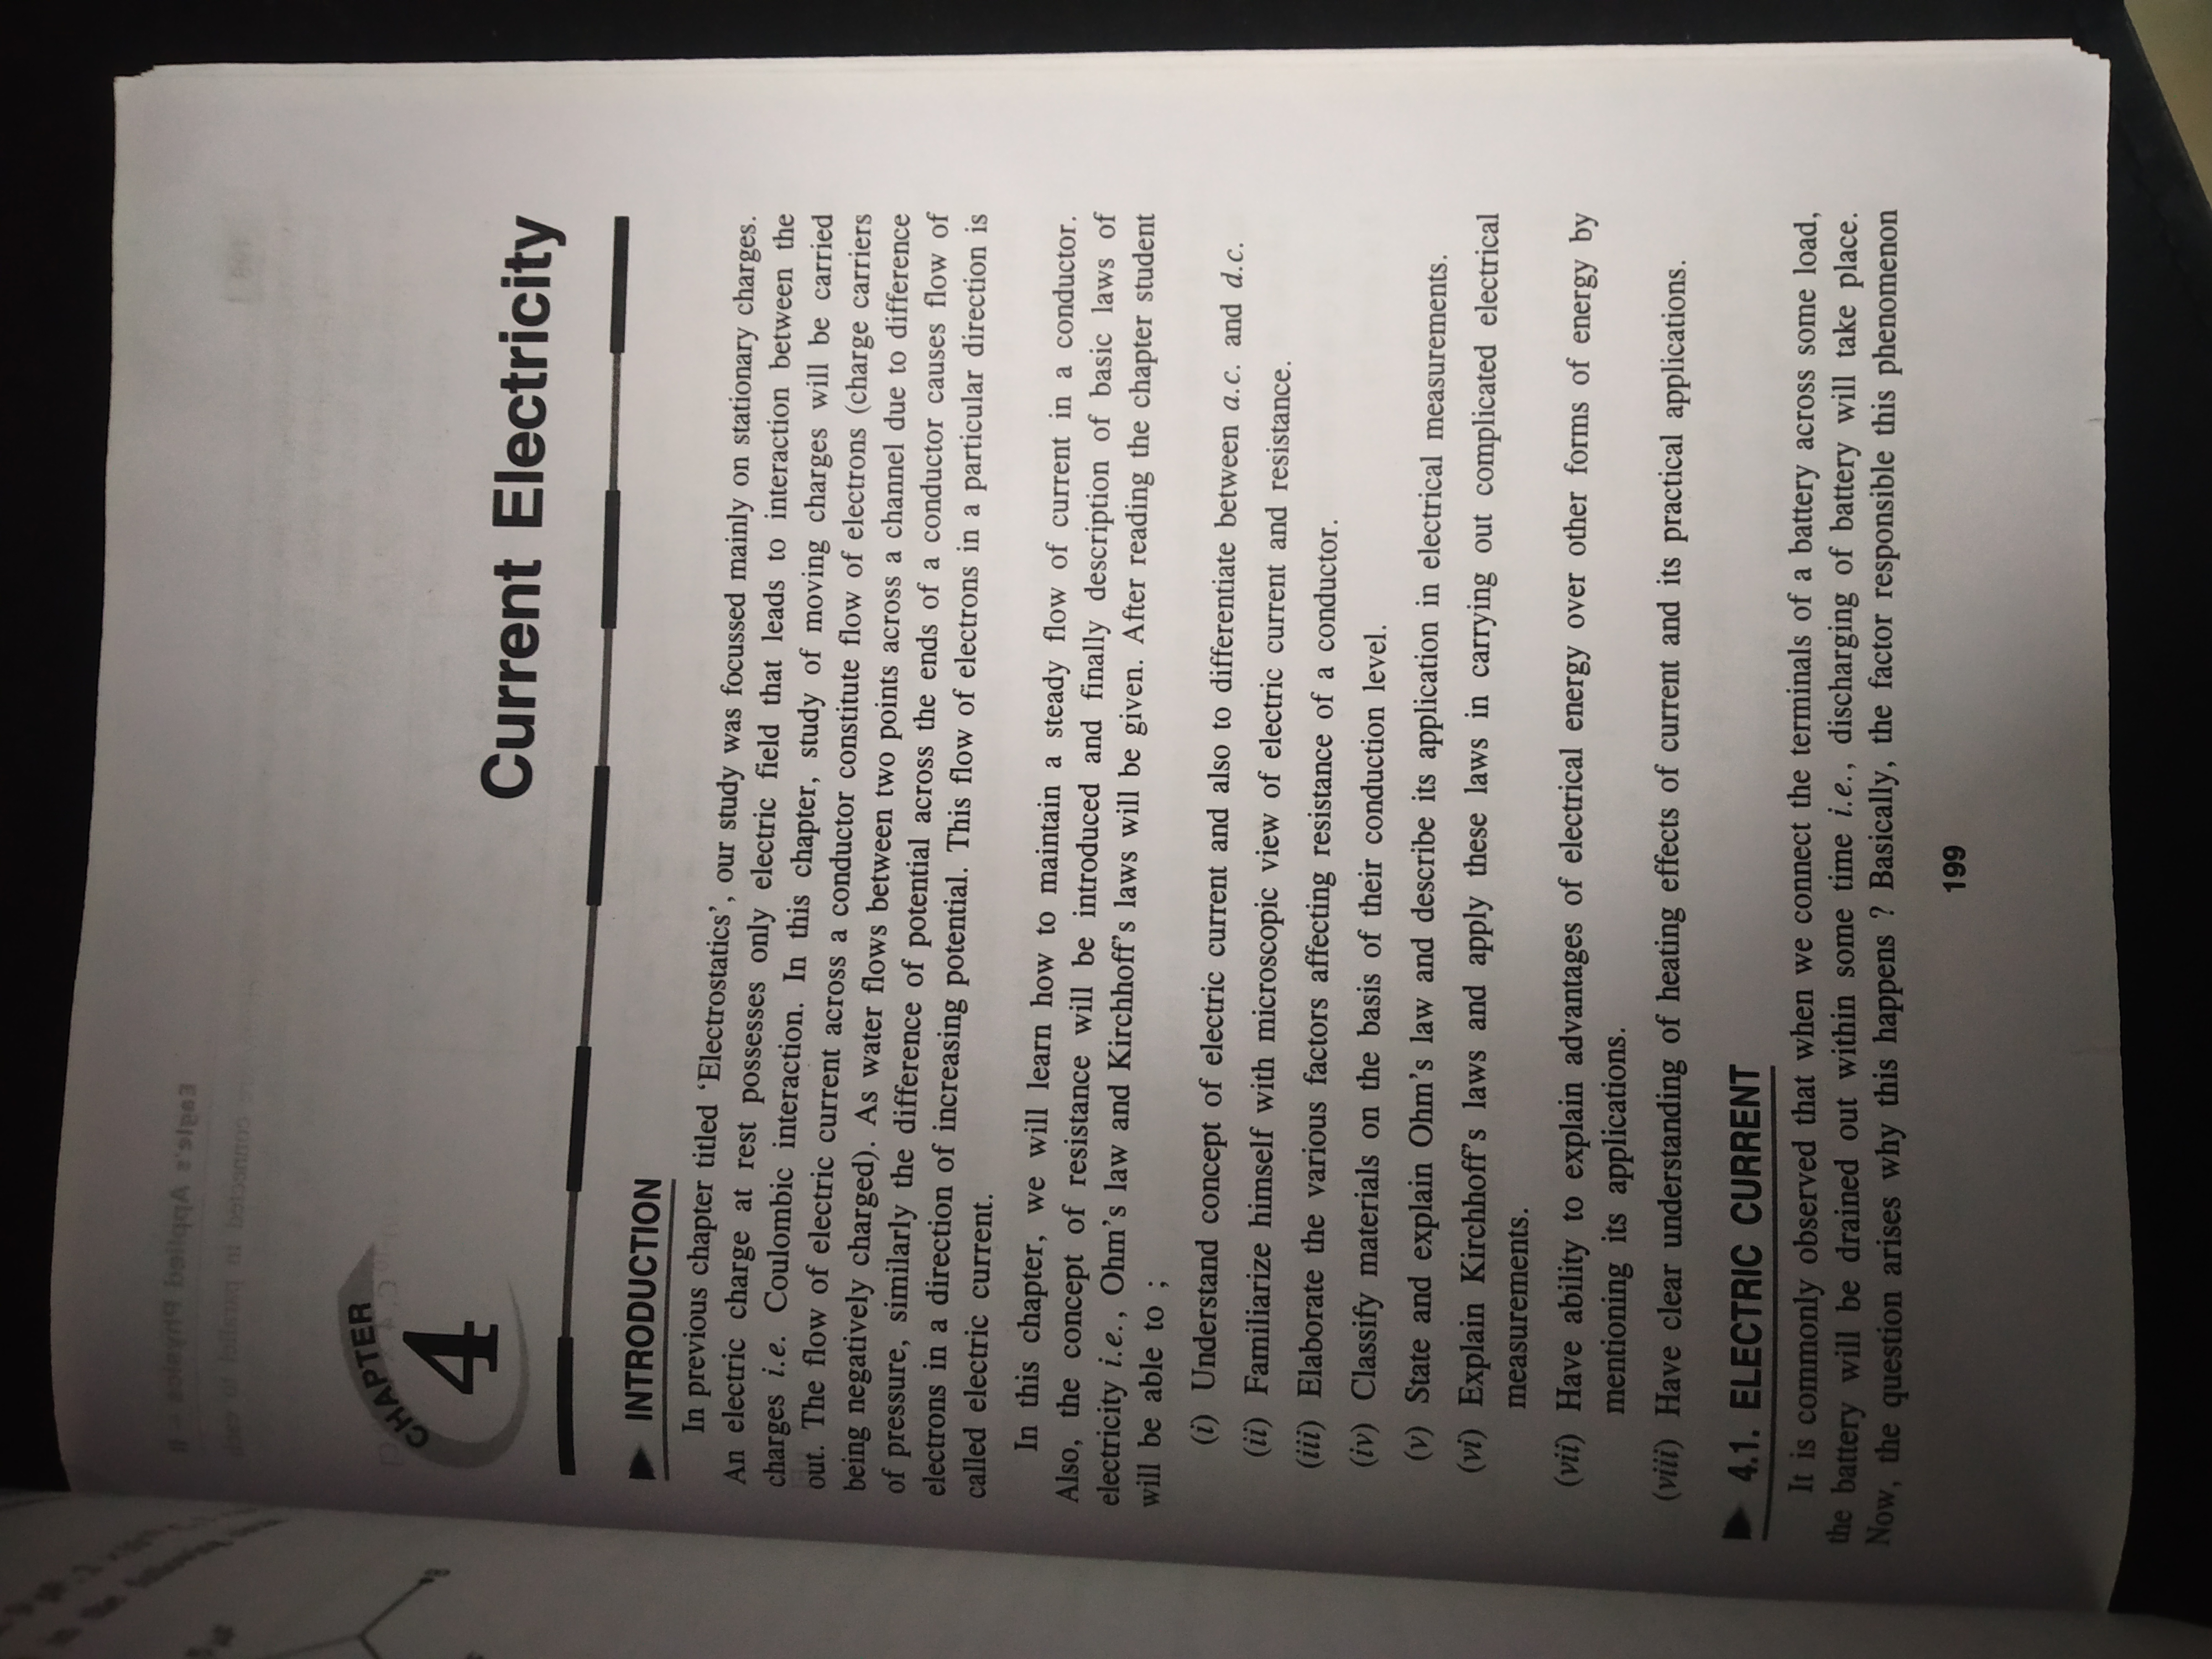 CHAPTER
4
Current Electricity
INTRODUCTION
In previous chapter titled ‘Electrostatics’, our study was focussed mainly on stationary charges.
An electric charge at rest possesses only electric field that leads to interaction between the
charges i.e. Coulombic interaction. In this chapter, study of moving charges will be carried
out. The flow of electric current across a conductor constitute flow of electrons (charge carriers
being negatively charged). As water flows between two points across a channel due to difference
of pressure, similarly the difference of potential across the ends of a conductor causes flow of
electrons in a direction of increasing potential. This flow of electrons in a particular direction is
called electric current.
In this chapter, we will learn how to maintain a steady flow of current in a conductor.
Also, the concept of resistance will be introduced and finally description of basic laws of
electricity i.e., Ohm’s law and Kirchhoff’s laws will be given. After reading the chapter student
will be able to ;
(i) Understand concept of electric current and also to differentiate between a.c. and d.c.
(ii) Familiarize himself with microscopic view of electric current and resistance.
(iii) Elaborate the various factors affecting resistance of a conductor.
(iv) Classify materials on the basis of their conduction level.
(v) State and explain Ohm’s law and describe its application in electrical measurements.
(vi) Explain Kirchhoff’s laws and apply these laws in carrying out complicated electrical
measurements.
(vii) Have ability to explain advantages of electrical energy over other forms of energy by
mentioning its applications.
(viii) Have clear understanding of heating effects of current and its practical applications.
4.1. ELECTRIC CURRENT
It is commonly observed that when we connect the terminals of a battery across some load,
the battery will be drained out within some time i.e., discharging of battery will take place.
Now, the question arises why this happens ? Basically, the factor responsible this phenomenon
199